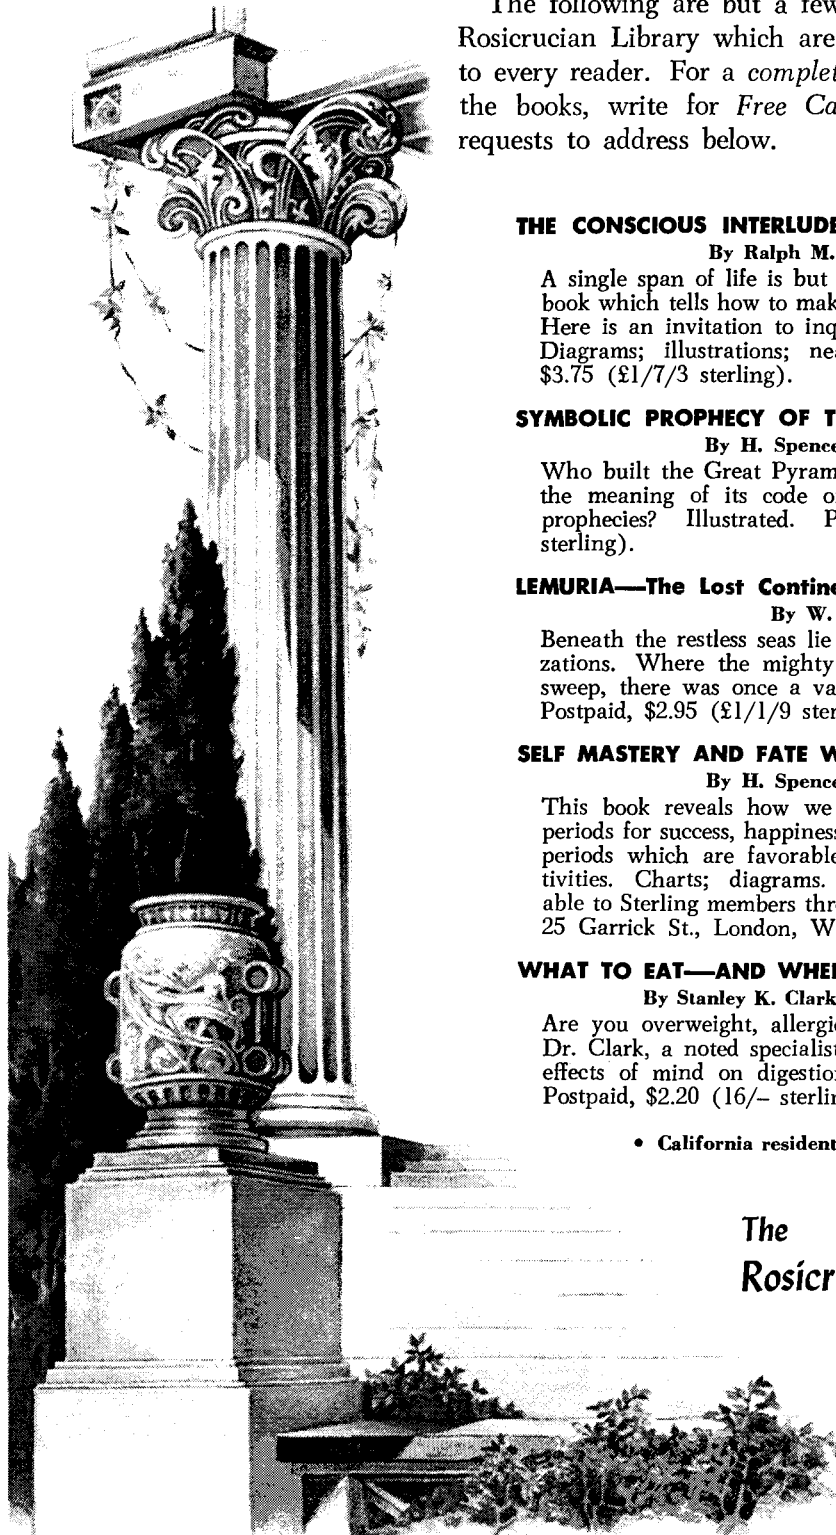 The following are but a few
Rosicrucian Library which are
to every reader. For a complet
the books, write for Free Ca
requests to address below.
THE CONSCIOUS INTERLUDE
By Ralph M.
A single span of life is but
book which tells how to mak
Here is an invitation to inq
Diagrams; illustrations; nea
$3.75 (£1/7/3 sterling).
SYMBOLIC PROPHECY OF T
By H. Spence
Who built the Great Pyram
the meaning of its code o
prophecies? Illustrated. P
sterling).
LEMURIA—The Lost Contine
By W.
Beneath the restless seas lie
zations. Where the mighty
sweep, there was once a va
Postpaid, $2.95 (£1/1/9 ster
SELF MASTERY AND FATE W
By H. Spence
This book reveals how we
periods for success, happiness
periods which are favorable
tivities. Charts; diagrams.
able to Sterling members thr
25 Garrick St., London, W
WHAT TO EAT—AND WHEN
By Stanley K. Clark
Are you overweight, allergic
Dr. Clark, a noted specialist
effects of mind on digestion
Postpaid, $2.20 (16/– sterlin
• California resident
The
Rosicr